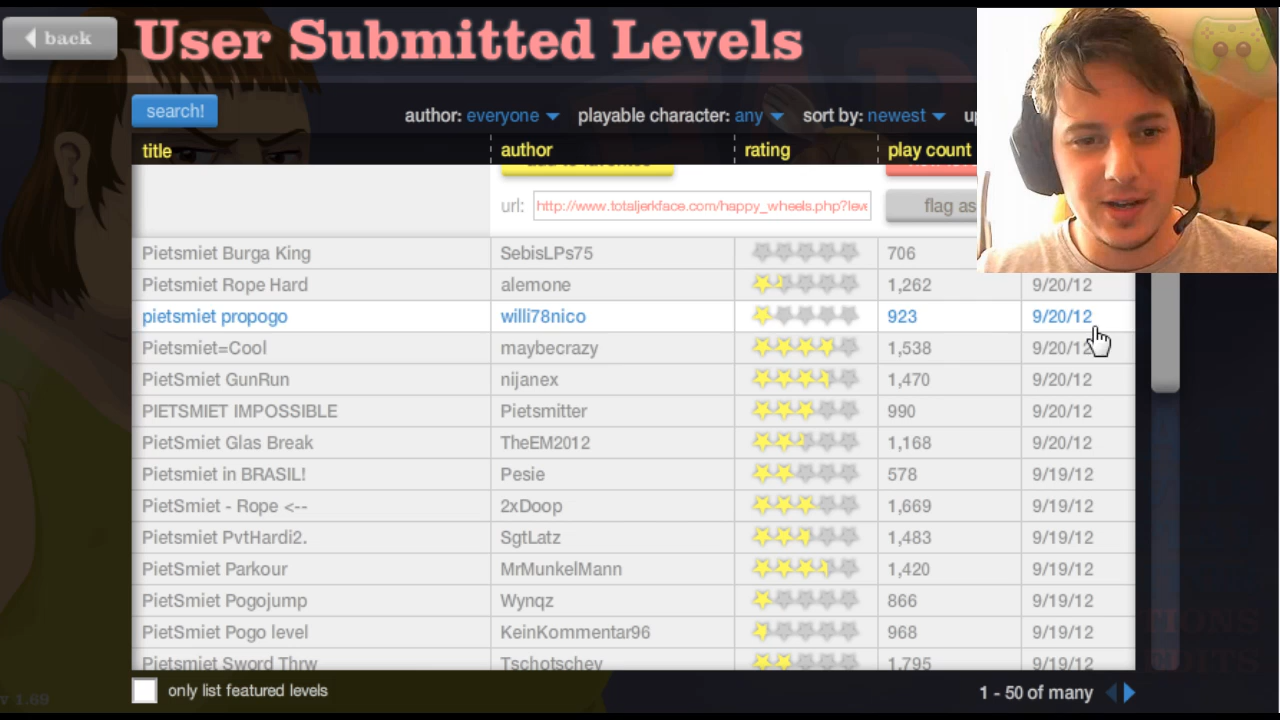 back
User Submitted Levels
search!
author: everyone playable character: any sort by: newest
title author rating play count
url: http://www.totaljerkface.com/happy_wheels.php?leve flag as
Pietsmiet Burga King SebisLPs75 706
Pietsmiet Rope Hard alemone 1,262 9/20/12
pietsmiet propogo willi78nico 923 9/20/12
Pietsmiet=Cool maybecrazy 1,538 9/20/12
PietSmiet GunRun nijanex 1,470 9/20/12
PIETSMIET IMPOSSIBLE Pietsmitter 990 9/20/12
PietSmiet Glas Break TheEM2012 1,168 9/20/12
Pietsmiet in BRASIL! Pesie 578 9/19/12
PietSmiet - Rope <-- 2xDoop 1,669 9/19/12
Pietsmiet PvtHardi2. SgtLatz 1,483 9/19/12
PietSmiet Parkour MrMunkelMann 1,420 9/19/12
PietSmiet Pogojump Wynqz 866 9/19/12
PietSmiet Pogo level KeinKommentar96 968 9/19/12
Pietsmiet Sword Thrw Tschotschev 1,795 9/19/12
only list featured levels 1 - 50 of many
v 1.69